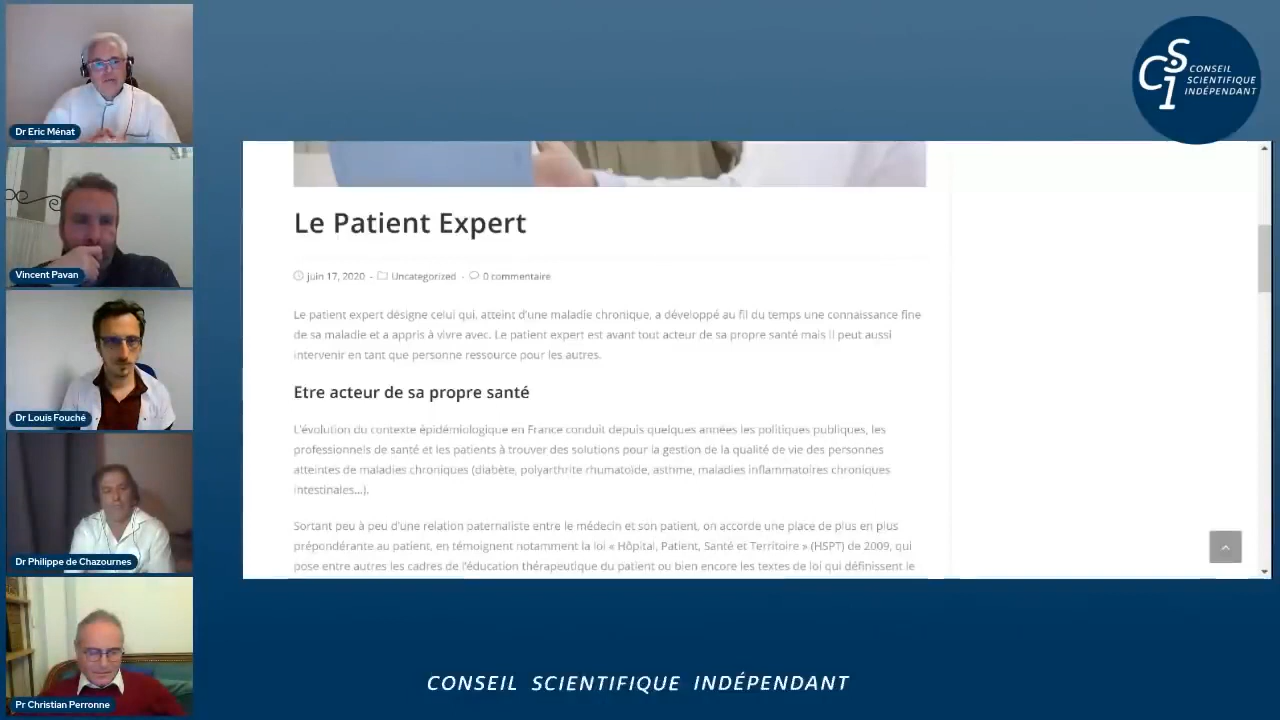 Dr Eric Ménat
Vincent Pavan
Dr Louis Fouché
Dr Philippe de Chazournes
Pr Christian Perronne
CSI
CONSEIL
SCIENTIFIQUE
INDÉPENDANT
Le Patient Expert
juin 17, 2020 - Uncategorized - 0 commentaire
Le patient expert désigne celui qui, atteint d'une maladie chronique, a développé au fil du temps une connaissance fine
de sa maladie et a appris à vivre avec. Le patient expert est avant tout acteur de sa propre santé mais il peut aussi
intervenir en tant que personne ressource pour les autres.
Etre acteur de sa propre santé
L'évolution du contexte épidémiologique en France conduit depuis quelques années les politiques publiques, les
professionnels de santé et les patients à trouver des solutions pour la gestion de la qualité de vie des personnes
atteintes de maladies chroniques (diabète, polyarthrite rhumatoïde, asthme, maladies inflammatoires chroniques
intestinales...).
Sortant peu à peu d'une relation paternaliste entre le médecin et son patient, on accorde une place de plus en plus
prépondérante au patient, en témoignent notamment la loi « Hôpital, Patient, Santé et Territoire » (HSPT) de 2009, qui
pose entre autres les cadres de l'éducation thérapeutique du patient ou bien encore les textes de loi qui définissent le
CONSEIL SCIENTIFIQUE INDÉPENDANT